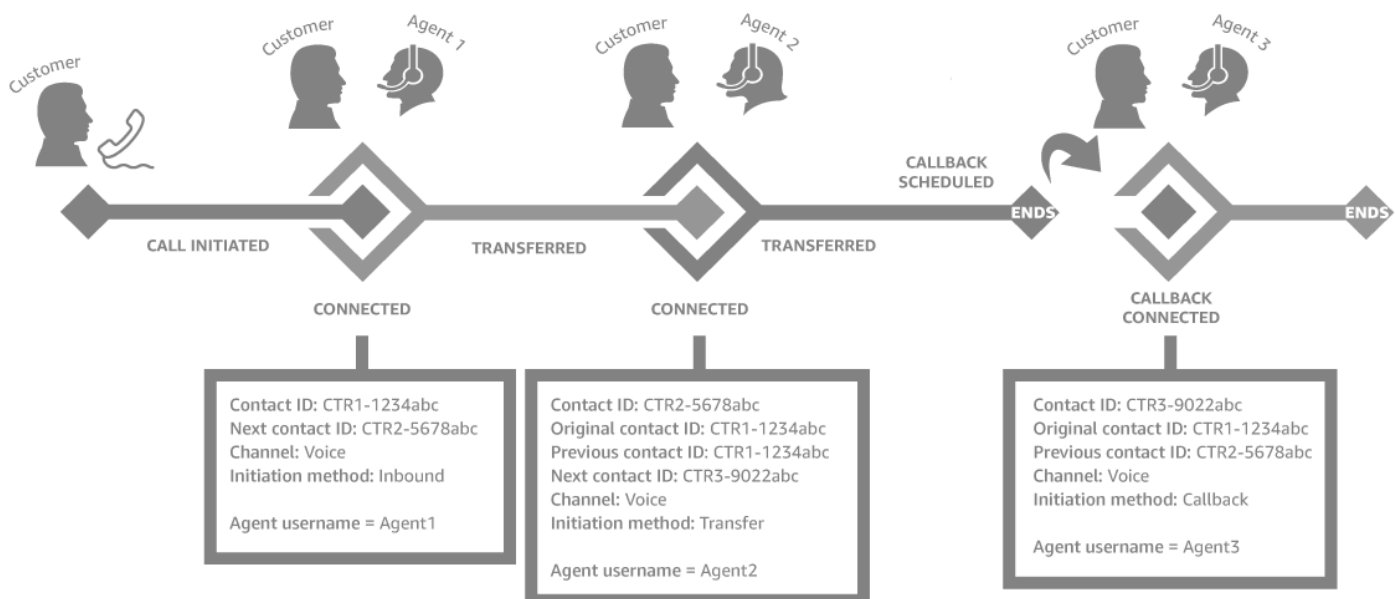 Customer
Customer
Agent 1
Customer
Agent 2
Customer
Agent 3
CALL INITIATED
TRANSFERRED
TRANSFERRED
CALLBACK
SCHEDULED
ENDS
ENDS
CONNECTED
CONNECTED
CALLBACK
CONNECTED
Contact ID: CTR1-1234abc
Next contact ID: CTR2-5678abc
Channel: Voice
Initiation method: Inbound
Agent username = Agent1
Contact ID: CTR2-5678abc
Original contact ID: CTR1-1234abc
Previous contact ID: CTR1-1234abc
Next contact ID: CTR3-9022abc
Channel: Voice
Initiation method: Transfer
Agent username = Agent2
Contact ID: CTR3-9022abc
Original contact ID: CTR1-1234abc
Previous contact ID: CTR2-5678abc
Channel: Voice
Initiation method: Callback
Agent username = Agent3